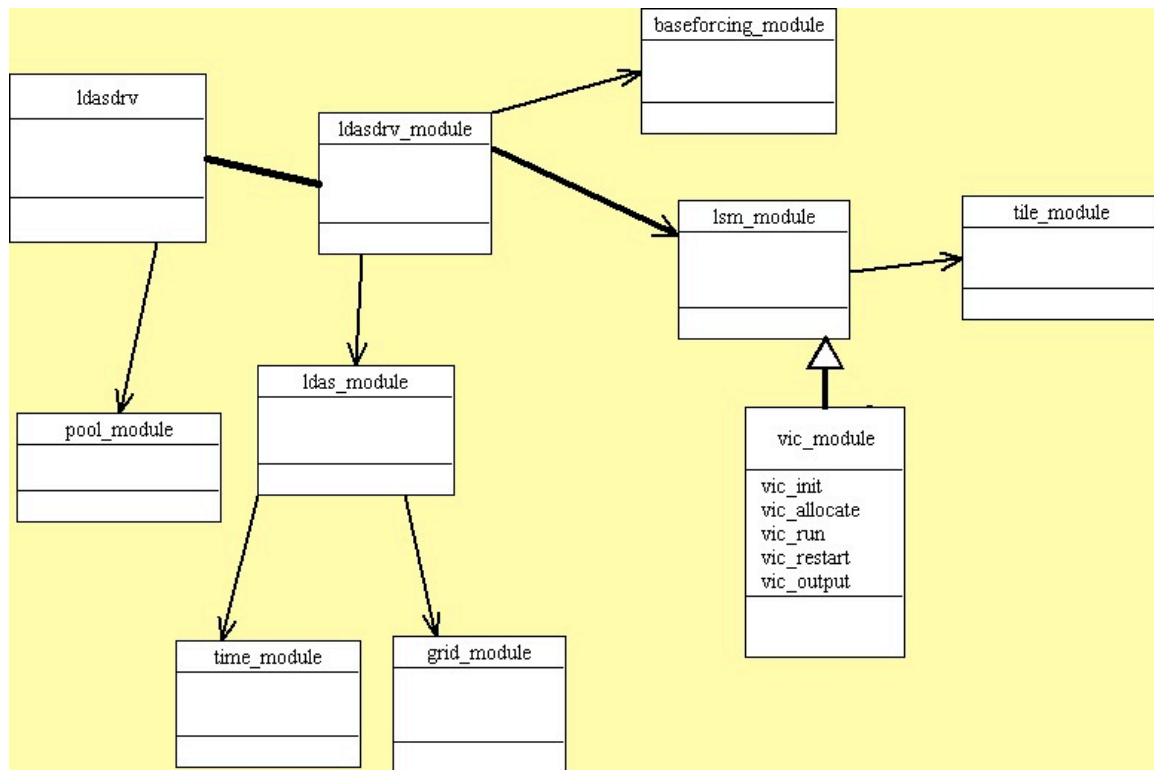 baseforcing_module
ldasdrv
ldasdrv_module
lsm_module
tile_module
ldas_module
pool_module
vic_module
vic_init
vic_allocate
vic_run
vic_restart
vic_output
time_module
grid_module